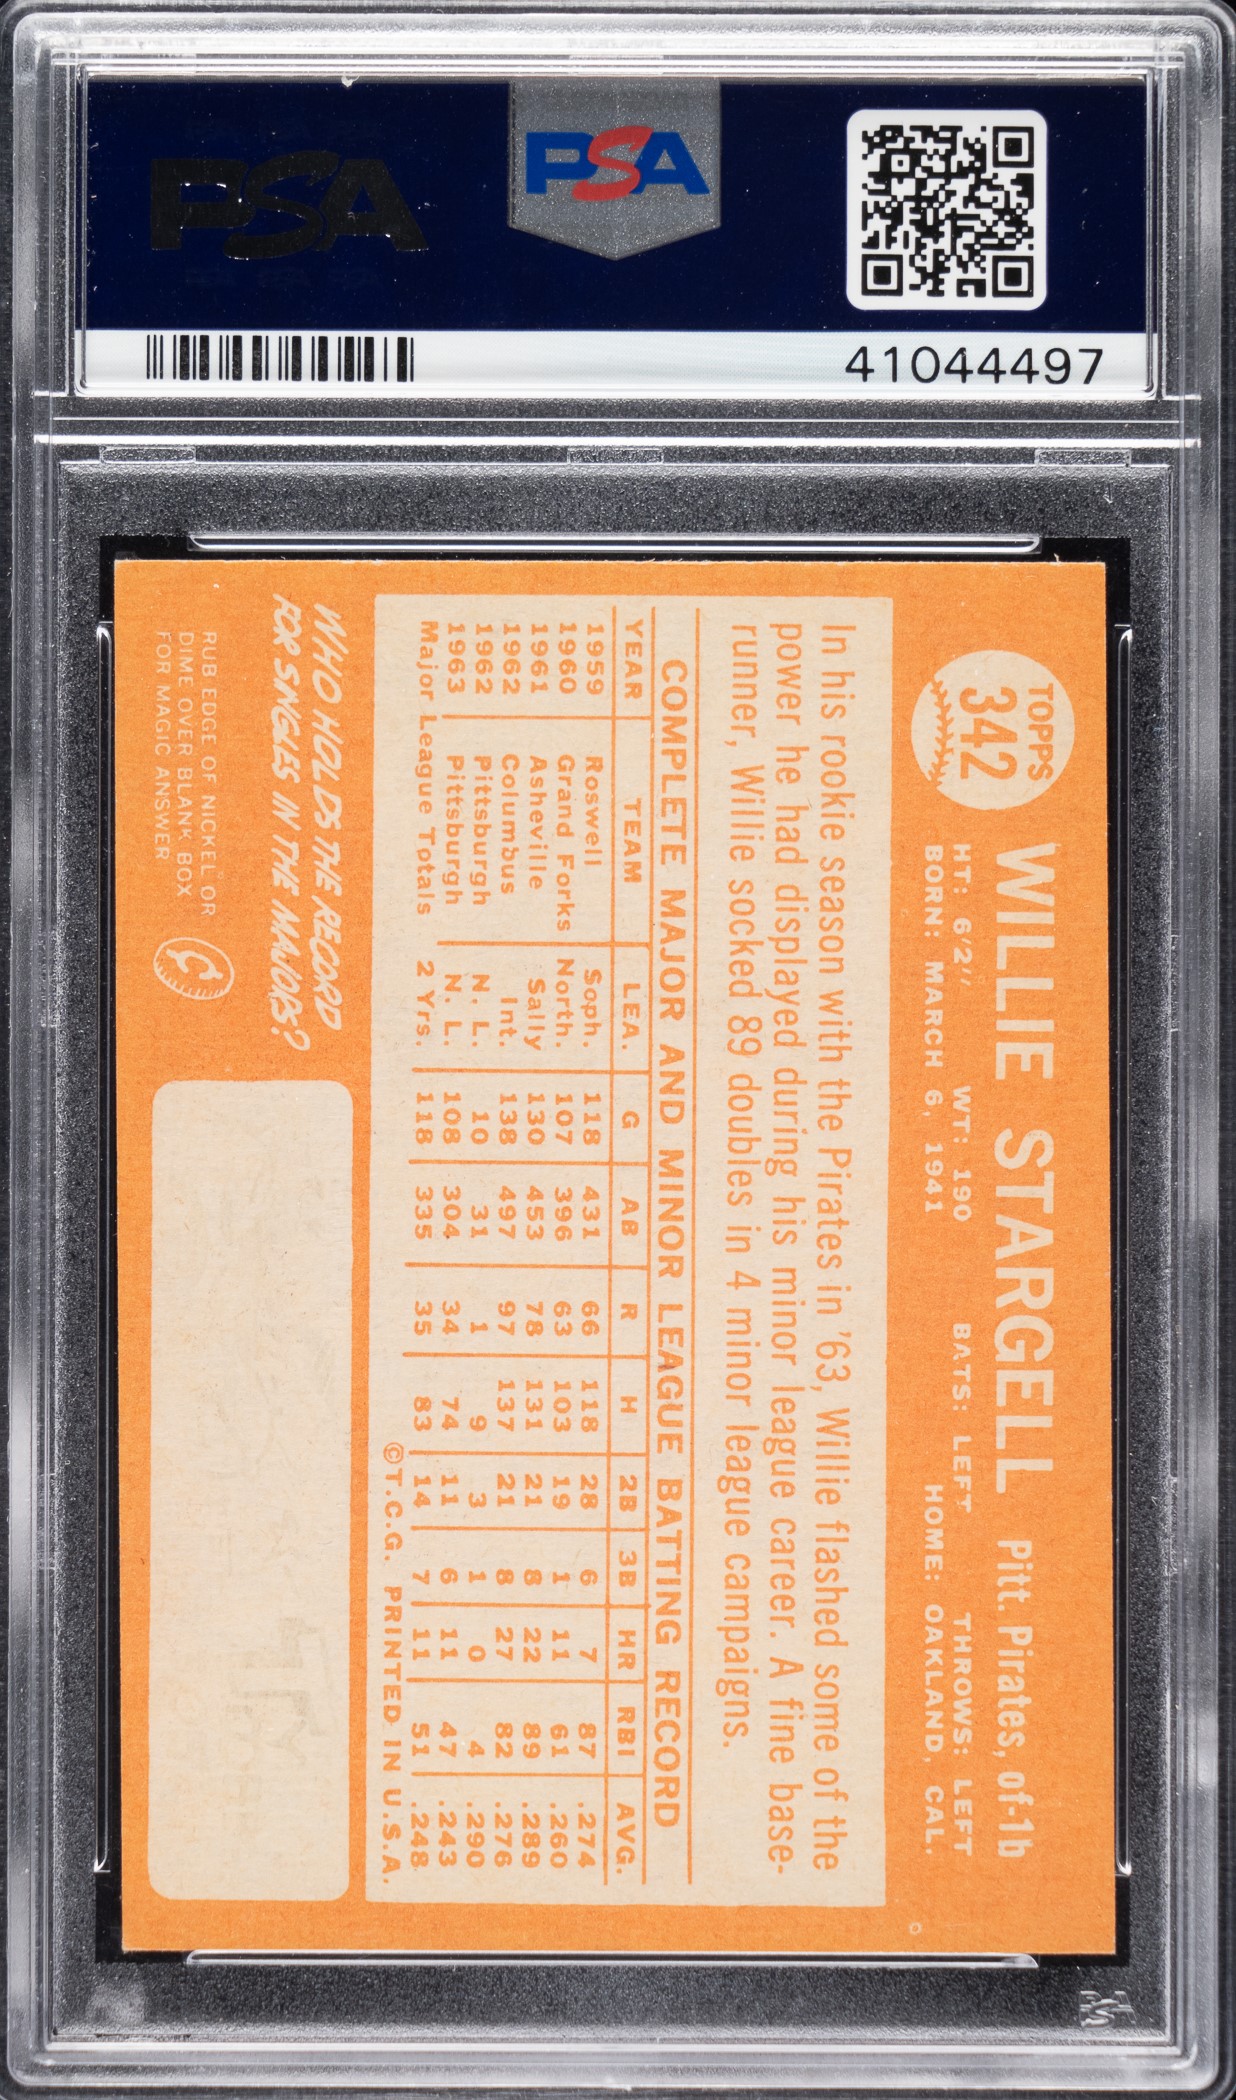 PSA
PSA
41044497
TOPPS
342
WILLIE STARGELL Pitt. Pirates, of-1b
HT: 6'2" WT: 190 BATS: LEFT THROWS: LEFT
BORN: MARCH 6, 1941 HOME: OAKLAND, CAL.
In his rookie season with the Pirates in '63, Willie flashed some of the
power he had displayed during his minor league career. A fine base-
runner, Willie socked 89 doubles in 4 minor league campaigns.
COMPLETE MAJOR AND MINOR LEAGUE BATTING RECORD
YEAR TEAM LEA. G AB R H 2B 3B HR RBI AVG.
1959 Roswell Soph. 118 431 66 118 28 6 7 87 .274
1960 Grand Forks North. 107 396 63 103 19 1 11 61 .260
1961 Asheville Sally 130 453 78 131 21 8 22 89 .289
1962 Columbus Int. 138 497 97 137 21 8 27 82 .276
1962 Pittsburgh N. L. 10 31 1 9 3 1 0 4 .290
1963 Pittsburgh N. L. 108 304 34 74 11 6 11 47 .243
Major League Totals 2 Yrs. 118 335 35 83 14 7 11 51 .248
©T.C.G. PRINTED IN U.S.A.
WHO HOLDS THE RECORD
FOR SINGLES IN THE MAJORS?
RUB EDGE OF NICKEL OR
DIME OVER BLANK BOX
FOR MAGIC ANSWER
PSA